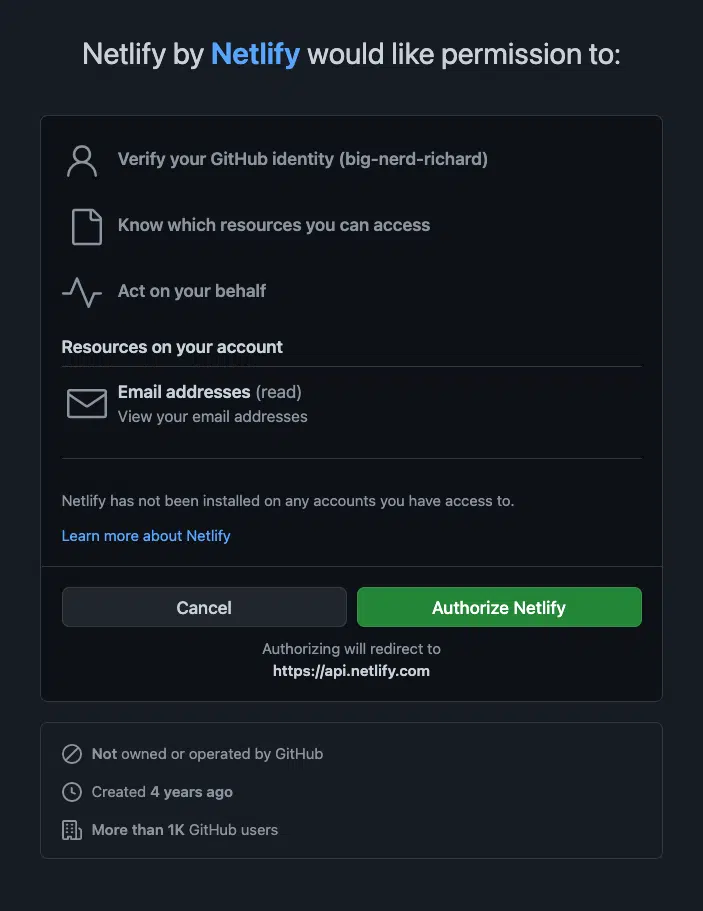 Netlify by Netlify would like permission to:
Verify your GitHub identity (big-nerd-richard)
Know which resources you can access
Act on your behalf
Resources on your account
Email addresses (read)
View your email addresses
Netlify has not been installed on any accounts you have access to.
Learn more about Netlify
Cancel
Authorize Netlify
Authorizing will redirect to
https://api.netlify.com
Not owned or operated by GitHub
Created 4 years ago
More than 1K GitHub users